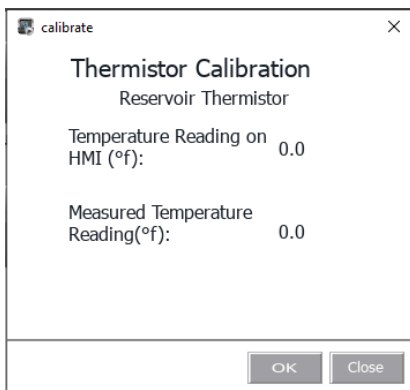 calibrate
Thermistor Calibration
Reservoir Thermistor
Temperature Reading on
HMI (°f):
0.0
Measured Temperature
Reading(°f):
0.0
OK
Close